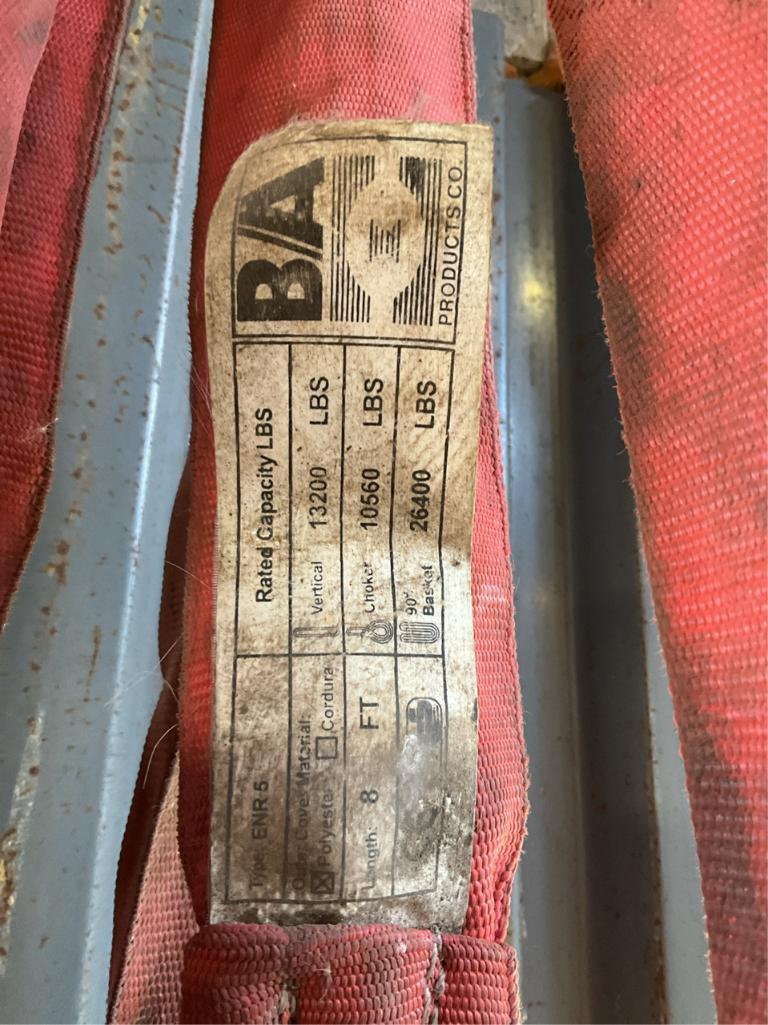 B/A
PRODUCTS CO.
Type: ENR 5
Rated Capacity LBS
Outer Cover Material:
Polyester Cordura
Vertical 13200 LBS
Length: 8 FT
Choker 10560 LBS
90° Basket 26400 LBS